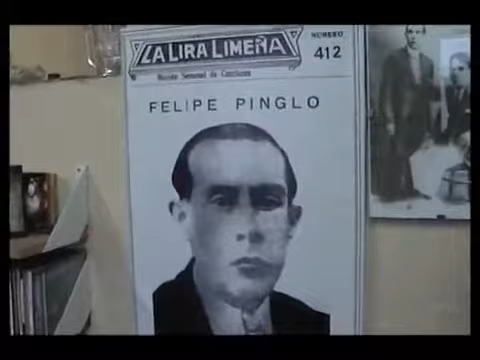 LA LIRA LIMEÑA
NUMERO
412
Revista Semanal de Canciones
FELIPE PINGLO